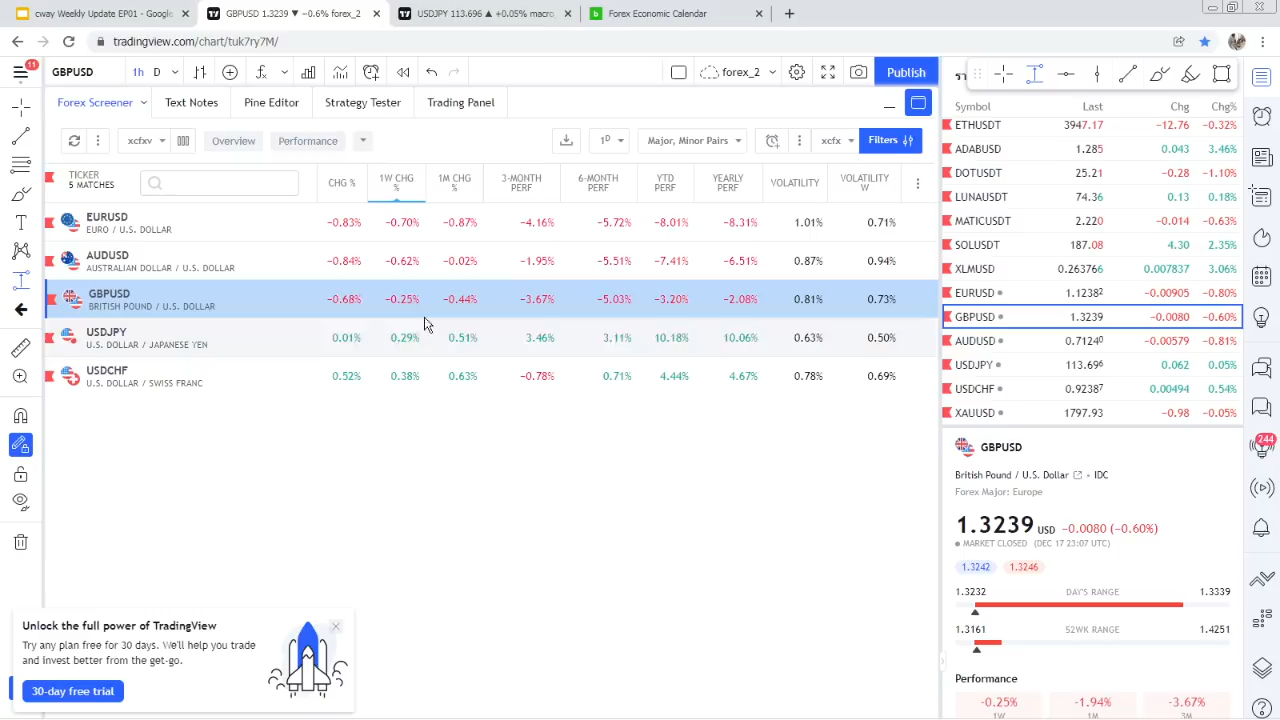 cway Weekly Update EP01 - Google
GBPUSD 1.3239 ▼ −0.6% forex_2
USDJPY 113.696 ▲ +0.05% macro
Forex Economic Calendar
tradingview.com/chart/tuk7ry7M/
11
GBPUSD
1h D
forex_2
Publish
Forex Screener
Text Notes
Pine Editor
Strategy Tester
Trading Panel
xcfxv
Overview
Performance
1D
Major, Minor Pairs
xcfx
Filters
TICKER
5 MATCHES
CHG %
1W CHG %
1M CHG %
3-MONTH PERF
6-MONTH PERF
YTD PERF
YEARLY PERF
VOLATILITY
VOLATILITY W
EURUSD
EURO / U.S. DOLLAR
−0.83% −0.70% −0.87% −4.16% −5.72% −8.01% −8.31% 1.01% 0.71%
AUDUSD
AUSTRALIAN DOLLAR / U.S. DOLLAR
−0.84% −0.62% −0.02% −1.95% −5.51% −7.41% −6.51% 0.87% 0.94%
GBPUSD
BRITISH POUND / U.S. DOLLAR
−0.68% −0.25% −0.44% −3.67% −5.03% −3.20% −2.08% 0.81% 0.73%
USDJPY
U.S. DOLLAR / JAPANESE YEN
0.01% 0.29% 0.51% 3.46% 3.11% 10.18% 10.06% 0.63% 0.50%
USDCHF
U.S. DOLLAR / SWISS FRANC
0.52% 0.38% 0.63% −0.78% 0.71% 4.44% 4.67% 0.78% 0.69%
Unlock the full power of TradingView
Try any plan free for 30 days. We'll help you trade
and invest better from the get-go.
30-day free trial
Symbol Last Chg Chg%
ETHUSDT 3947.17 −12.76 −0.32%
ADABUSD 1.285 0.043 3.46%
DOTUSDT 25.21 −0.28 −1.10%
LUNAUSDT 74.36 0.13 0.18%
MATICUSDT 2.220 −0.014 −0.63%
SOLUSDT 187.08 4.30 2.35%
XLMUSD 0.263766 0.007837 3.06%
EURUSD 1.12382 −0.00905 −0.80%
GBPUSD 1.3239 −0.0080 −0.60%
AUDUSD 0.71240 −0.00579 −0.81%
USDJPY 113.696 0.062 0.05%
USDCHF 0.92387 0.00494 0.54%
XAUUSD 1797.93 −0.98 −0.05%
GBPUSD
British Pound / U.S. Dollar IDC
Forex Major: Europe
1.3239 USD −0.0080 (−0.60%)
MARKET CLOSED (DEC 17 23:07 UTC)
1.3242 1.3246
1.3232 DAY'S RANGE 1.3339
1.3161 52WK RANGE 1.4251
Performance
-0.25% -1.94% -3.67%
1W 1M 3M
244